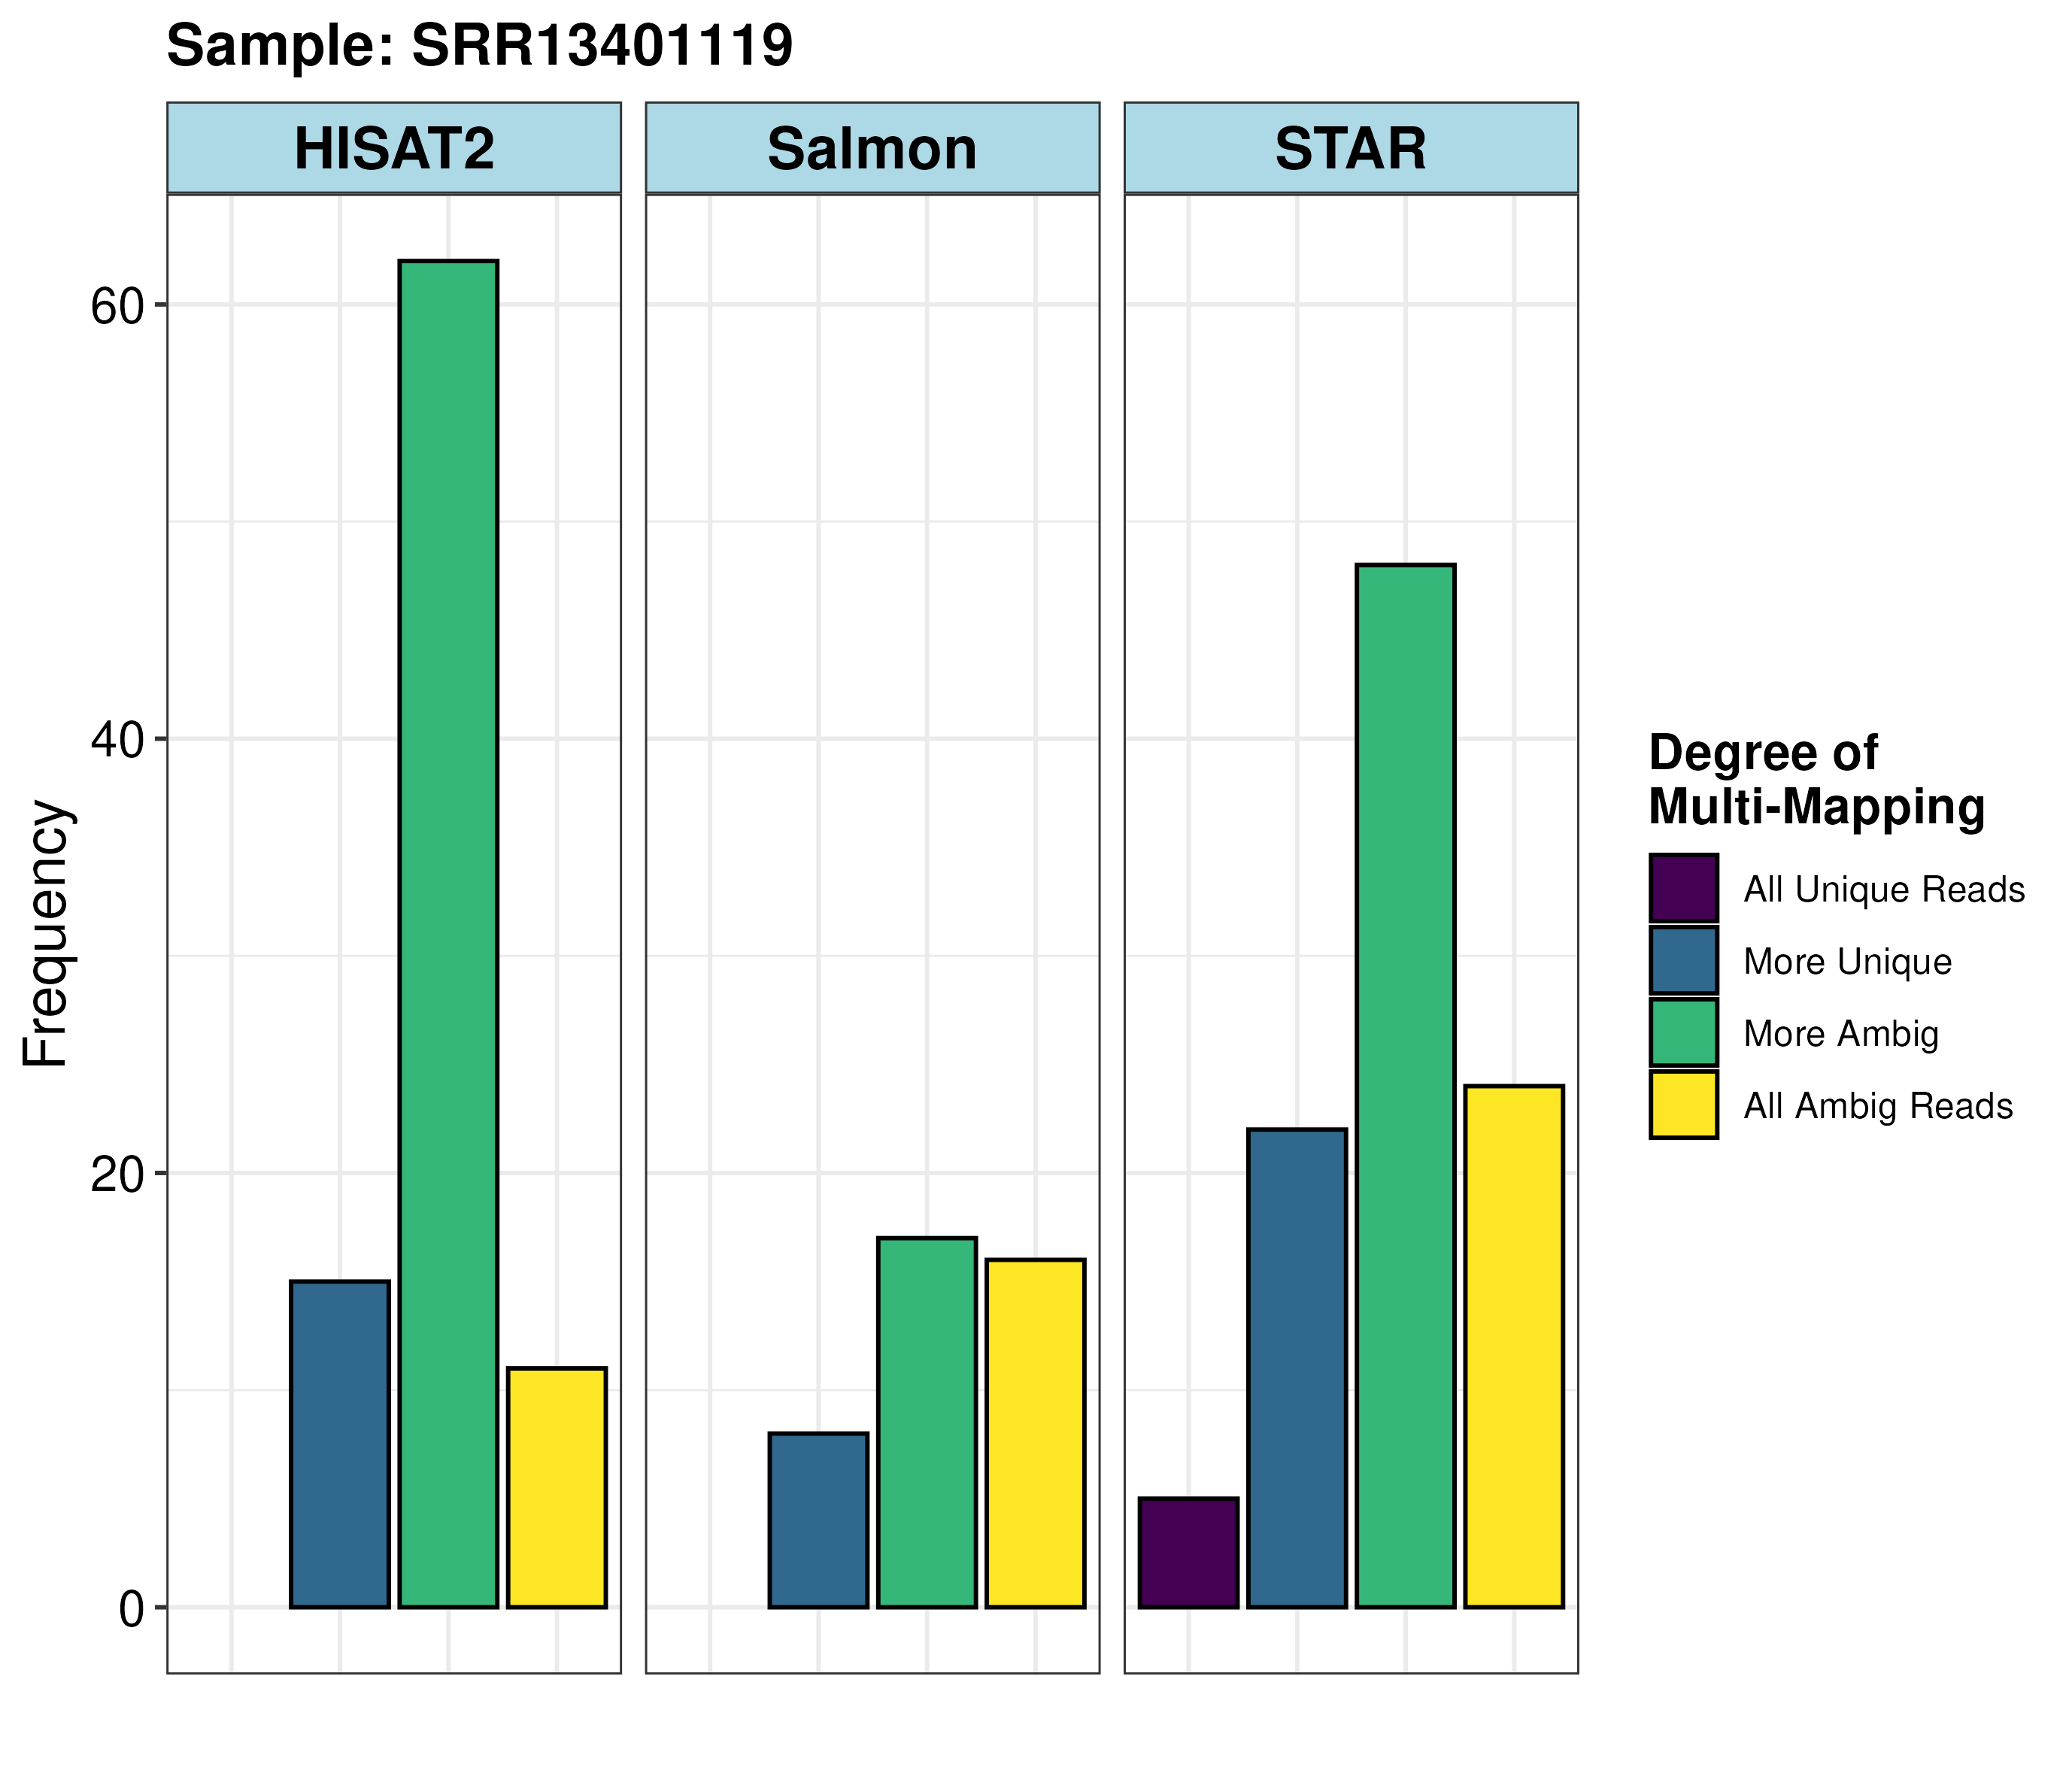 Sample: SRR13401119
HISAT2
Salmon
STAR
60
40
20
0
Frequency
Degree of
Multi-Mapping
All Unique Reads
More Unique
More Ambig
All Ambig Reads